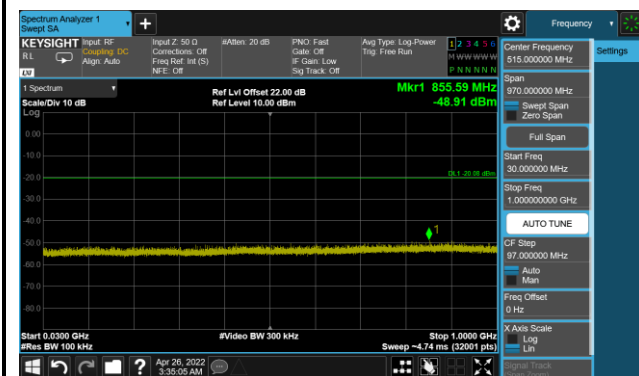 Spectrum Analyzer 1
Swept SA
Frequency
KEYSIGHT
RL
LXI
Input: RF
Coupling: DC
Align: Auto
Input Z: 50 Ω
Corrections: Off
Freq Ref: Int (S)
NFE: Off
#Atten: 20 dB
PNO: Fast
Gate: Off
IF Gain: Low
Sig Track: Off
Avg Type: Log-Power
Trig: Free Run
1 2 3 4 5 6
M W W W W W
P N N N N N
Center Frequency
515.000000 MHz
Settings
1 Spectrum
Scale/Div 10 dB
Ref Lvl Offset 22.00 dB
Ref Level 10.00 dBm
Mkr1 855.59 MHz
-48.91 dBm
Span
970.000000 MHz
Swept Span
Zero Span
Full Span
Log
0.00
-10.0
-20.0
-30.0
-40.0
-50.0
-60.0
-70.0
-80.0
DL1 -20.08 dBm
1
Start Freq
30.000000 MHz
Stop Freq
1.000000000 GHz
AUTO TUNE
CF Step
97.000000 MHz
Auto
Man
Freq Offset
0 Hz
X Axis Scale
Log
Lin
Start 0.0300 GHz
#Res BW 100 kHz
#Video BW 300 kHz
Stop 1.0000 GHz
Sweep ~4.74 ms (32001 pts)
Apr 26, 2022
3:35:05 AM
Signal Track